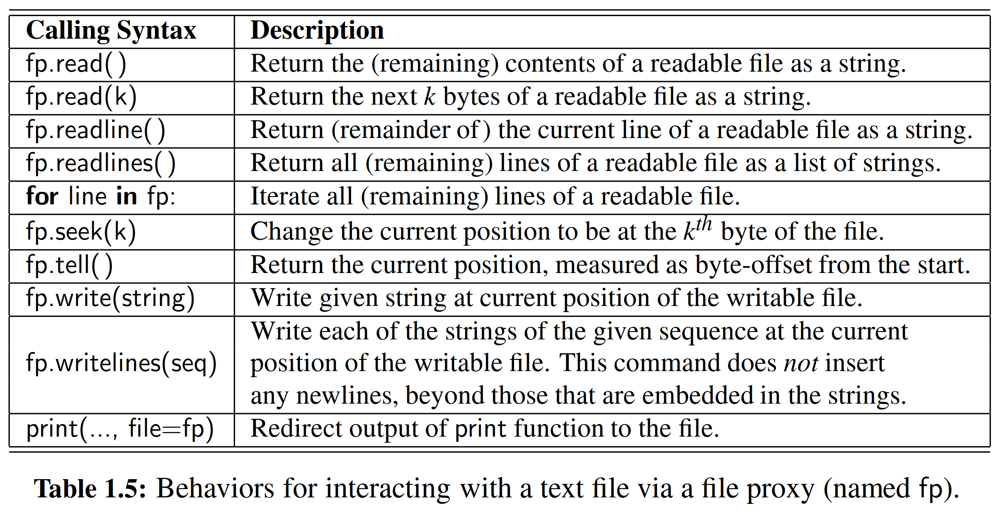 Calling Syntax Description
fp.read() Return the (remaining) contents of a readable file as a string.
fp.read(k) Return the next k bytes of a readable file as a string.
fp.readline() Return (remainder of) the current line of a readable file as a string.
fp.readlines() Return all (remaining) lines of a readable file as a list of strings.
for line in fp: Iterate all (remaining) lines of a readable file.
fp.seek(k) Change the current position to be at the kth byte of the file.
fp.tell() Return the current position, measured as byte-offset from the start.
fp.write(string) Write given string at current position of the writable file.
Write each of the strings of the given sequence at the current
fp.writelines(seq) position of the writable file. This command does not insert
any newlines, beyond those that are embedded in the strings.
print(..., file=fp) Redirect output of print function to the file.
Table 1.5: Behaviors for interacting with a text file via a file proxy (named fp).